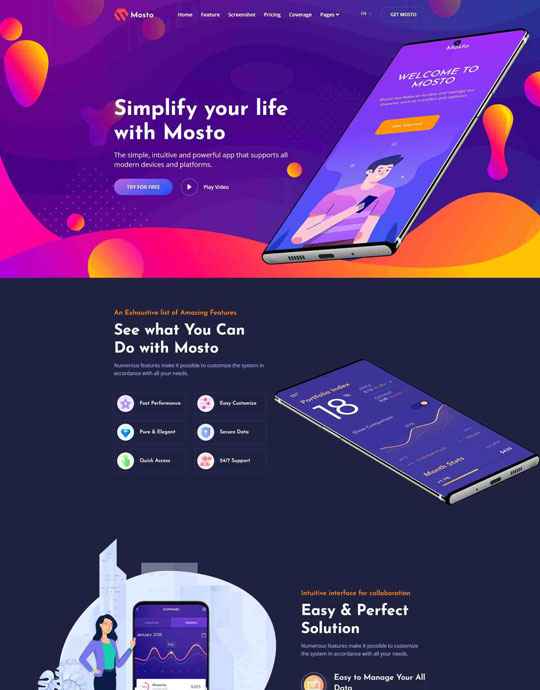 Mosto
Home Feature Screenshot Pricing Coverage Pages
EN
GET MOSTO
Mosto
WELCOME TO
MOSTO
Simplify your life
with Mosto
The simple, intuitive and powerful app that supports all
modern devices and platforms.
TRY FOR FREE
Play Video
An Exhaustive list of Amazing Features
See what You Can
Do with Mosto
Numerous features make it possible to customize the system in
accordance with all your needs.
Fast Performance
Easy Customize
Pure & Elegant
Secure Data
Quick Access
24/7 Support
Portfolio Index
18%
Show Comparison
Month Stats
Intuitive interface for collaboration
Easy & Perfect
Solution
Numerous features make it possible to customize
the system in accordance with all your needs.
January, 2018
Easy to Manage Your All
Data